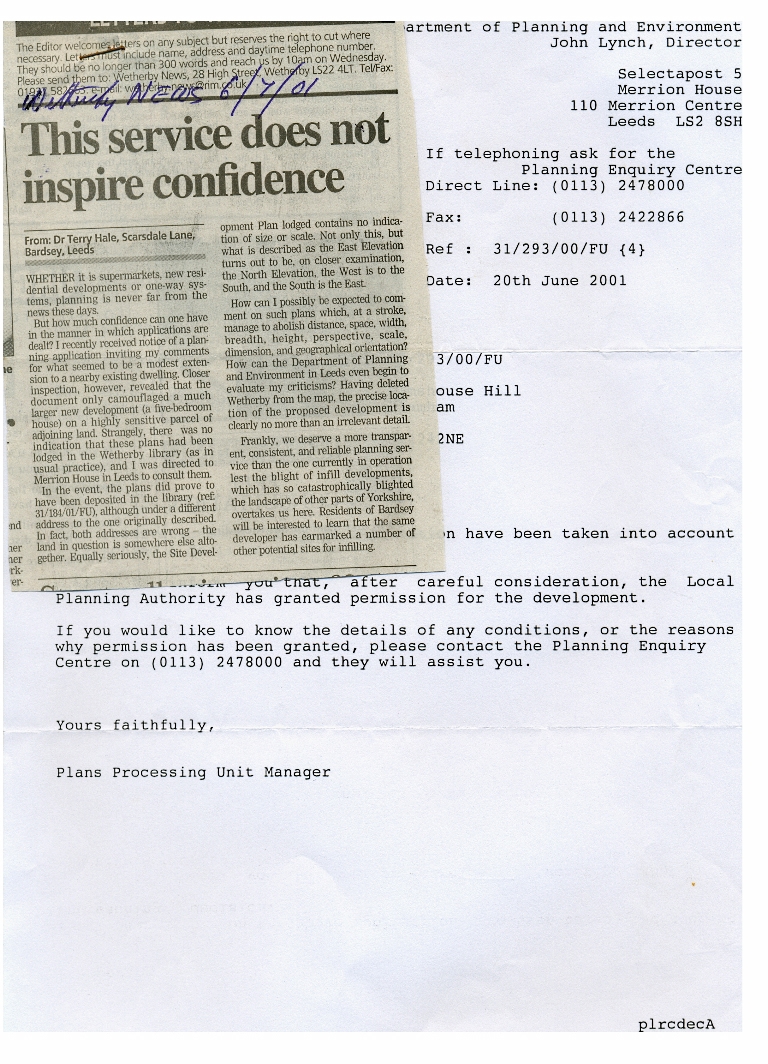 LETTERS TO
The Editor welcomes letters on any subject but reserves the right to cut where
necessary. Letters must include name, address and daytime telephone number.
They should be no longer than 300 words and reach us by 10am on Wednesday.
Please send them to: Wetherby News, 28 High Street, Wetherby LS22 4LT. Tel/Fax:
Wetherby News 6/7/01
This service does not
inspire confidence
From: Dr Terry Hale, Scarsdale Lane,
Bardsey, Leeds
WHETHER it is supermarkets, new resi-
dential developments or one-way sys-
tems, planning is never far from the
news these days.
But how much confidence can one have
in the manner in which applications are
dealt? I recently received notice of a plan-
ning application inviting my comments
for what seemed to be a modest exten-
sion to a nearby existing dwelling. Closer
inspection, however, revealed that the
document only camouflaged a much
larger new development (a five-bedroom
house) on a highly sensitive parcel of
adjoining land. Strangely, there was no
indication that these plans had been
lodged in the Wetherby library (as in
usual practice), and I was directed to
Merrion House in Leeds to consult them.
In the event, the plans did prove to
have been deposited in the library (ref:
31/184/01/FU), although under a different
address to the one originally described.
In fact, both addresses are wrong – the
land in question is somewhere else alto-
gether. Equally seriously, the Site Devel-
opment Plan lodged contains no indica-
tion of size or scale. Not only this, but
what is described as the East Elevation
turns out to be, on closer examination,
the North Elevation, the West is to the
South, and the South is the East.
How can I possibly be expected to com-
ment on such plans which, at a stroke,
manage to abolish distance, space, width,
breadth, height, perspective, scale,
dimension, and geographical orientation?
How can the Department of Planning
and Environment in Leeds even begin to
evaluate my criticisms? Having deleted
Wetherby from the map, the precise loca-
tion of the proposed development is
clearly no more than an irrelevant detail.
Frankly, we deserve a more transpar-
ent, consistent, and reliable planning ser-
vice than the one currently in operation
lest the blight of infill developments,
which has so catastrophically blighted
the landscape of other parts of Yorkshire,
overtakes us here. Residents of Bardsey
will be interested to learn that the same
developer has earmarked a number of
other potential sites for infilling.
artment of Planning and Environment
John Lynch, Director
Selectapost 5
Merrion House
110 Merrion Centre
Leeds LS2 8SH
If telephoning ask for the
Planning Enquiry Centre
Direct Line: (0113) 2478000
Fax: (0113) 2422866
Ref : 31/293/00/FU {4}
Date: 20th June 2001
3/00/FU
ouse Hill
am
2NE
n have been taken into account
you that, after careful consideration, the Local
Planning Authority has granted permission for the development.
If you would like to know the details of any conditions, or the reasons
why permission has been granted, please contact the Planning Enquiry
Centre on (0113) 2478000 and they will assist you.
Yours faithfully,
Plans Processing Unit Manager
plrcdecA